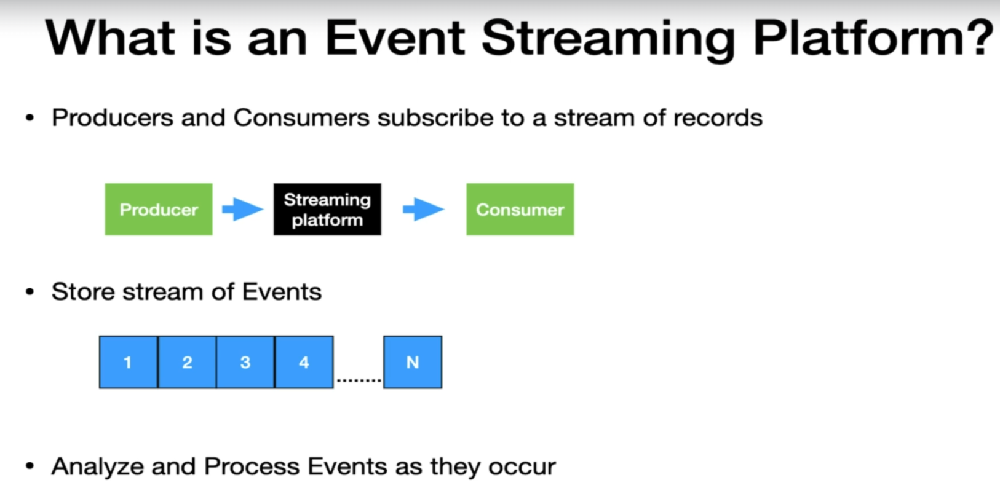 What is an Event Streaming Platform?
• Producers and Consumers subscribe to a stream of records
Producer
Streaming
platform
Consumer
• Store stream of Events
1 2 3 4 ........ N
• Analyze and Process Events as they occur